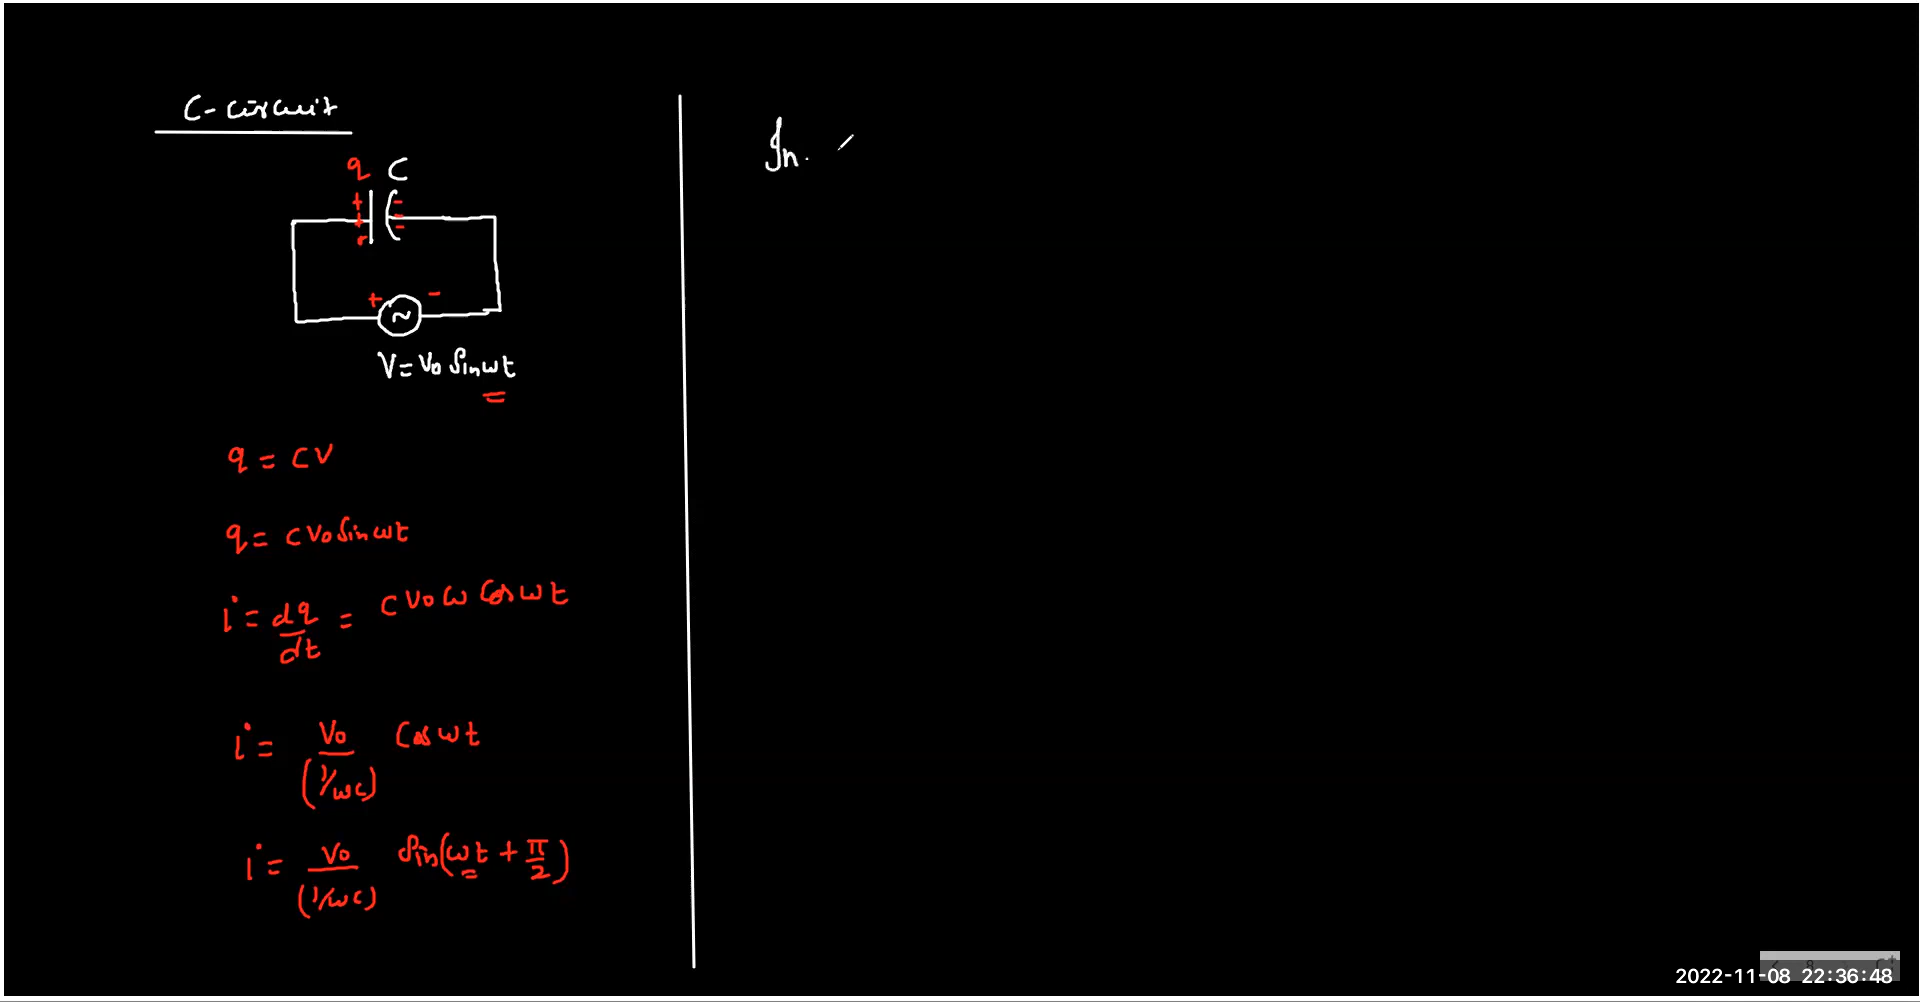 C-circuit
q C
+ -
+ -
+ -
+ -
~
V = V₀ Sinωt
q = CV
q = CV₀ Sinωt
i = dq/dt = CV₀ω Cosωt
i = V₀/(1/ωC) Cosωt
i = V₀/(1/ωC) Sin(ωt + π/2)
In.
2022-11-08 22:36:48